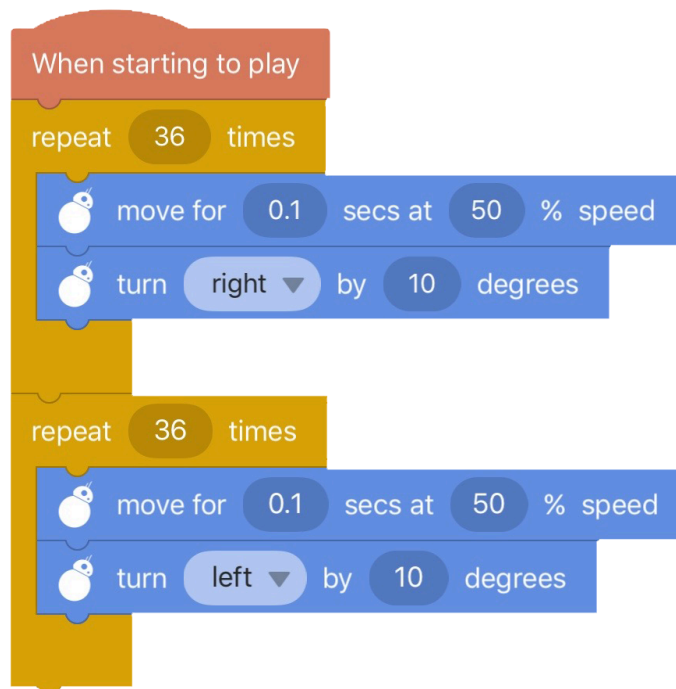 When starting to play
repeat 36 times
move for 0.1 secs at 50 % speed
turn right by 10 degrees
repeat 36 times
move for 0.1 secs at 50 % speed
turn left by 10 degrees